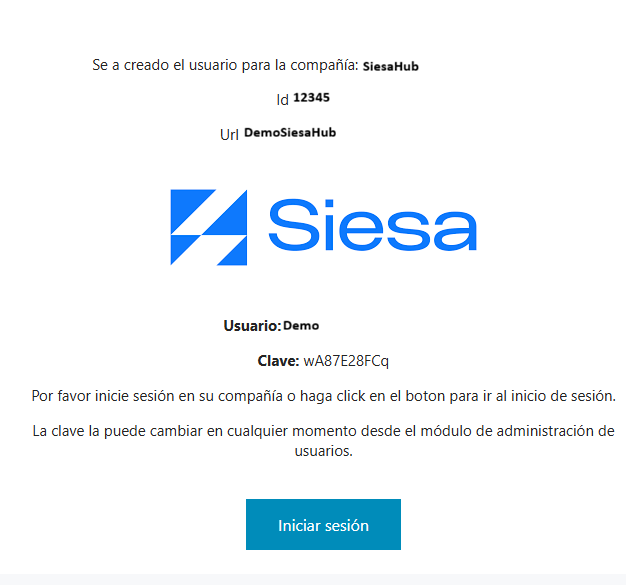 Se a creado el usuario para la compañía: SiesaHub
Id 12345
Url DemoSiesaHub
Siesa
Usuario: Demo
Clave: wA87E28FCq
Por favor inicie sesión en su compañía o haga click en el boton para ir al inicio de sesión.
La clave la puede cambiar en cualquier momento desde el módulo de administración de
usuarios.
Iniciar sesión